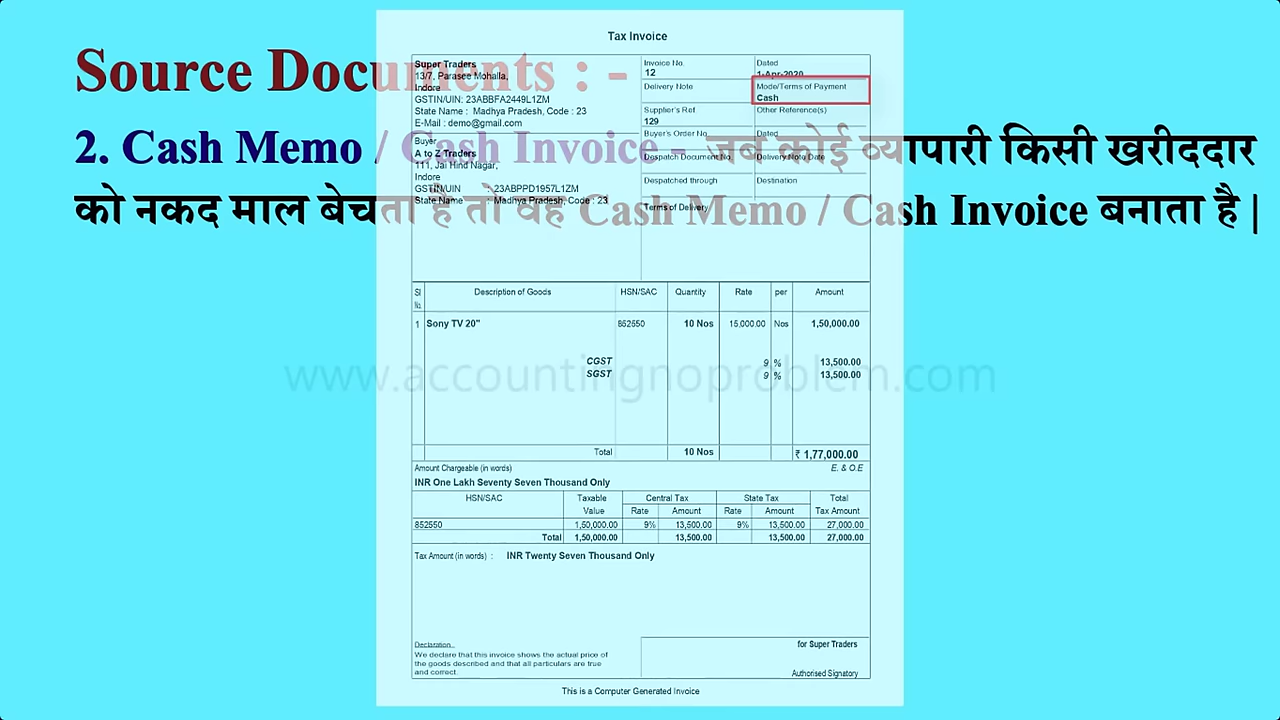 Source Documents : -
2. Cash Memo / Cash Invoice - जब कोई व्यापारी किसी खरीददार
को नकद माल बेचता है तो वह Cash Memo / Cash Invoice बनाता है |
Tax Invoice
Super Traders
13/7, Parasee Mohalla,
Indore
GSTIN/UIN: 23ABBFA2449L1ZM
State Name : Madhya Pradesh, Code : 23
E-Mail : demo@gmail.com
Buyer
A to Z Traders
111, Jai Hind Nagar,
Indore
GSTIN/UIN : 23ABPPD1957L1ZM
State Name : Madhya Pradesh, Code : 23
Invoice No. Dated
12 1-Apr-2020
Delivery Note Mode/Terms of Payment
Cash
Supplier's Ref. Other Reference(s)
129
Buyer's Order No. Dated
Despatch Document No. Delivery Note Date
Despatched through Destination
Terms of Delivery
Sl No. Description of Goods HSN/SAC Quantity Rate per Amount
1 Sony TV 20" 852550 10 Nos 15,000.00 Nos 1,50,000.00
CGST 9 % 13,500.00
SGST 9 % 13,500.00
Total 10 Nos ₹ 1,77,000.00
Amount Chargeable (in words) E. & O.E
INR One Lakh Seventy Seven Thousand Only
HSN/SAC Taxable Central Tax State Tax Total
Value Rate Amount Rate Amount Tax Amount
852550 1,50,000.00 9% 13,500.00 9% 13,500.00 27,000.00
Total 1,50,000.00 13,500.00 13,500.00 27,000.00
Tax Amount (in words) : INR Twenty Seven Thousand Only
Declaration
We declare that this invoice shows the actual price of
the goods described and that all particulars are true
and correct.
for Super Traders
Authorised Signatory
This is a Computer Generated Invoice
www.accountingnoproblem.com